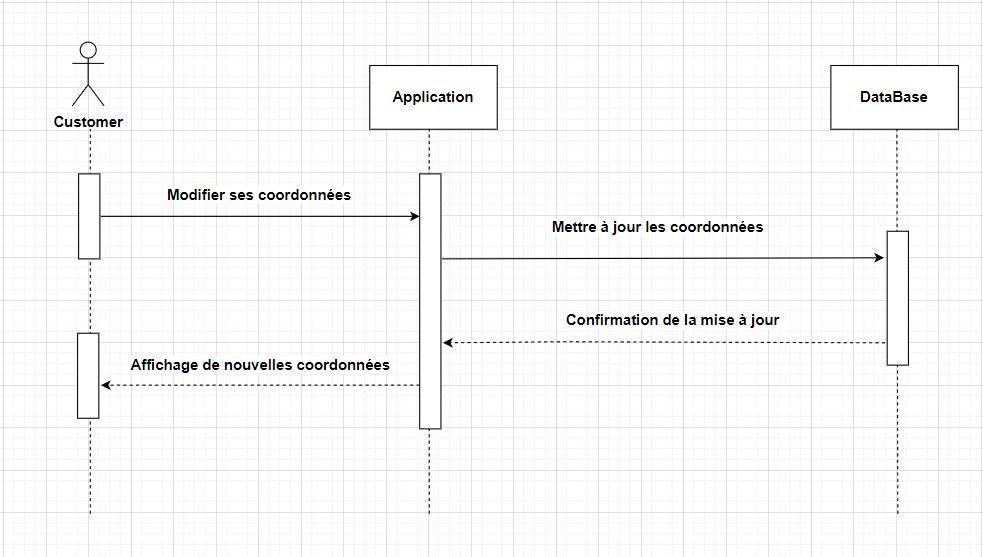 Customer
Application
DataBase
Modifier ses coordonnées
Mettre à jour les coordonnées
Confirmation de la mise à jour
Affichage de nouvelles coordonnées